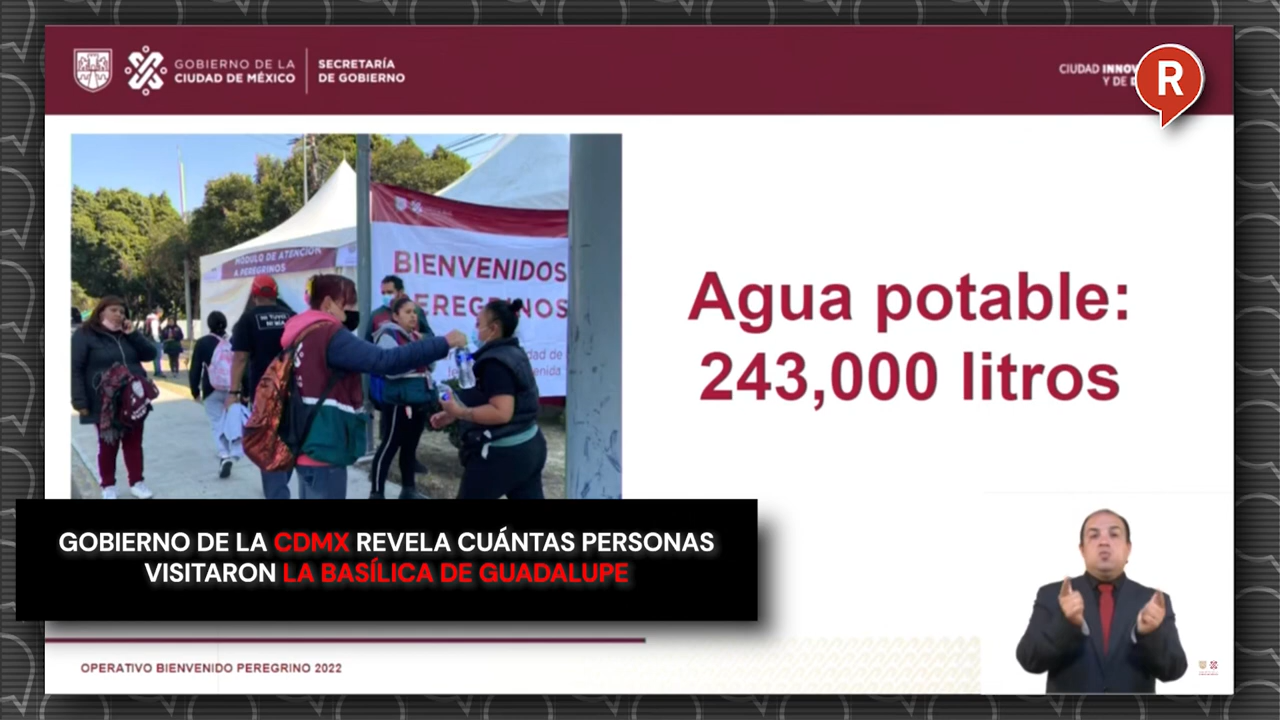 GOBIERNO DE LA
CIUDAD DE MÉXICO
SECRETARÍA
DE GOBIERNO
CIUDAD
Y DE
R
MÓDULO DE ATENCIÓN
A PEREGRINOS
BIENVENIDOS
PEREGRINOS
Agua potable:
243,000 litros
GOBIERNO DE LA CDMX REVELA CUÁNTAS PERSONAS
VISITARON LA BASÍLICA DE GUADALUPE
OPERATIVO BIENVENIDO PEREGRINO 2022